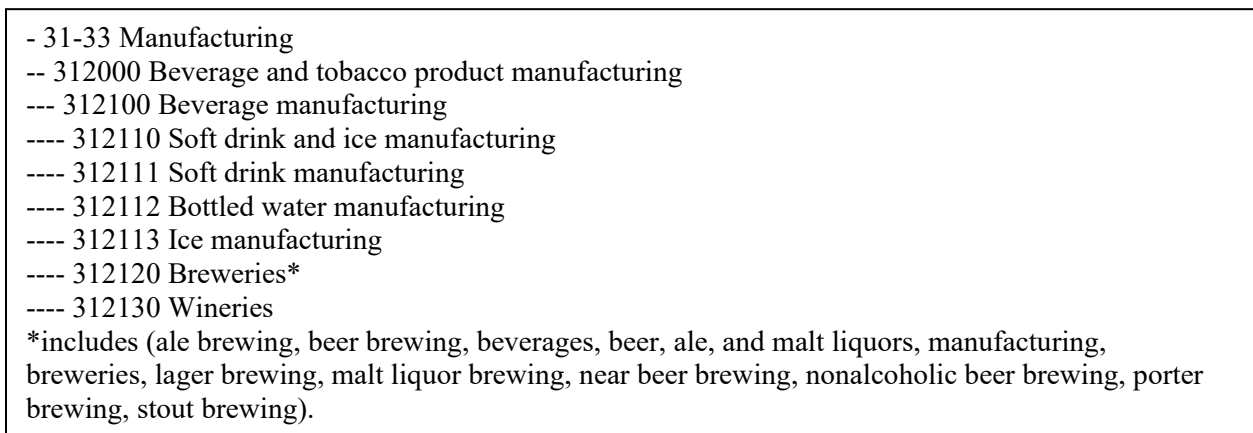 - 31-33 Manufacturing
-- 312000 Beverage and tobacco product manufacturing
--- 312100 Beverage manufacturing
---- 312110 Soft drink and ice manufacturing
---- 312111 Soft drink manufacturing
---- 312112 Bottled water manufacturing
---- 312113 Ice manufacturing
---- 312120 Breweries*
---- 312130 Wineries
*includes (ale brewing, beer brewing, beverages, beer, ale, and malt liquors, manufacturing,
breweries, lager brewing, malt liquor brewing, near beer brewing, nonalcoholic beer brewing, porter
brewing, stout brewing).